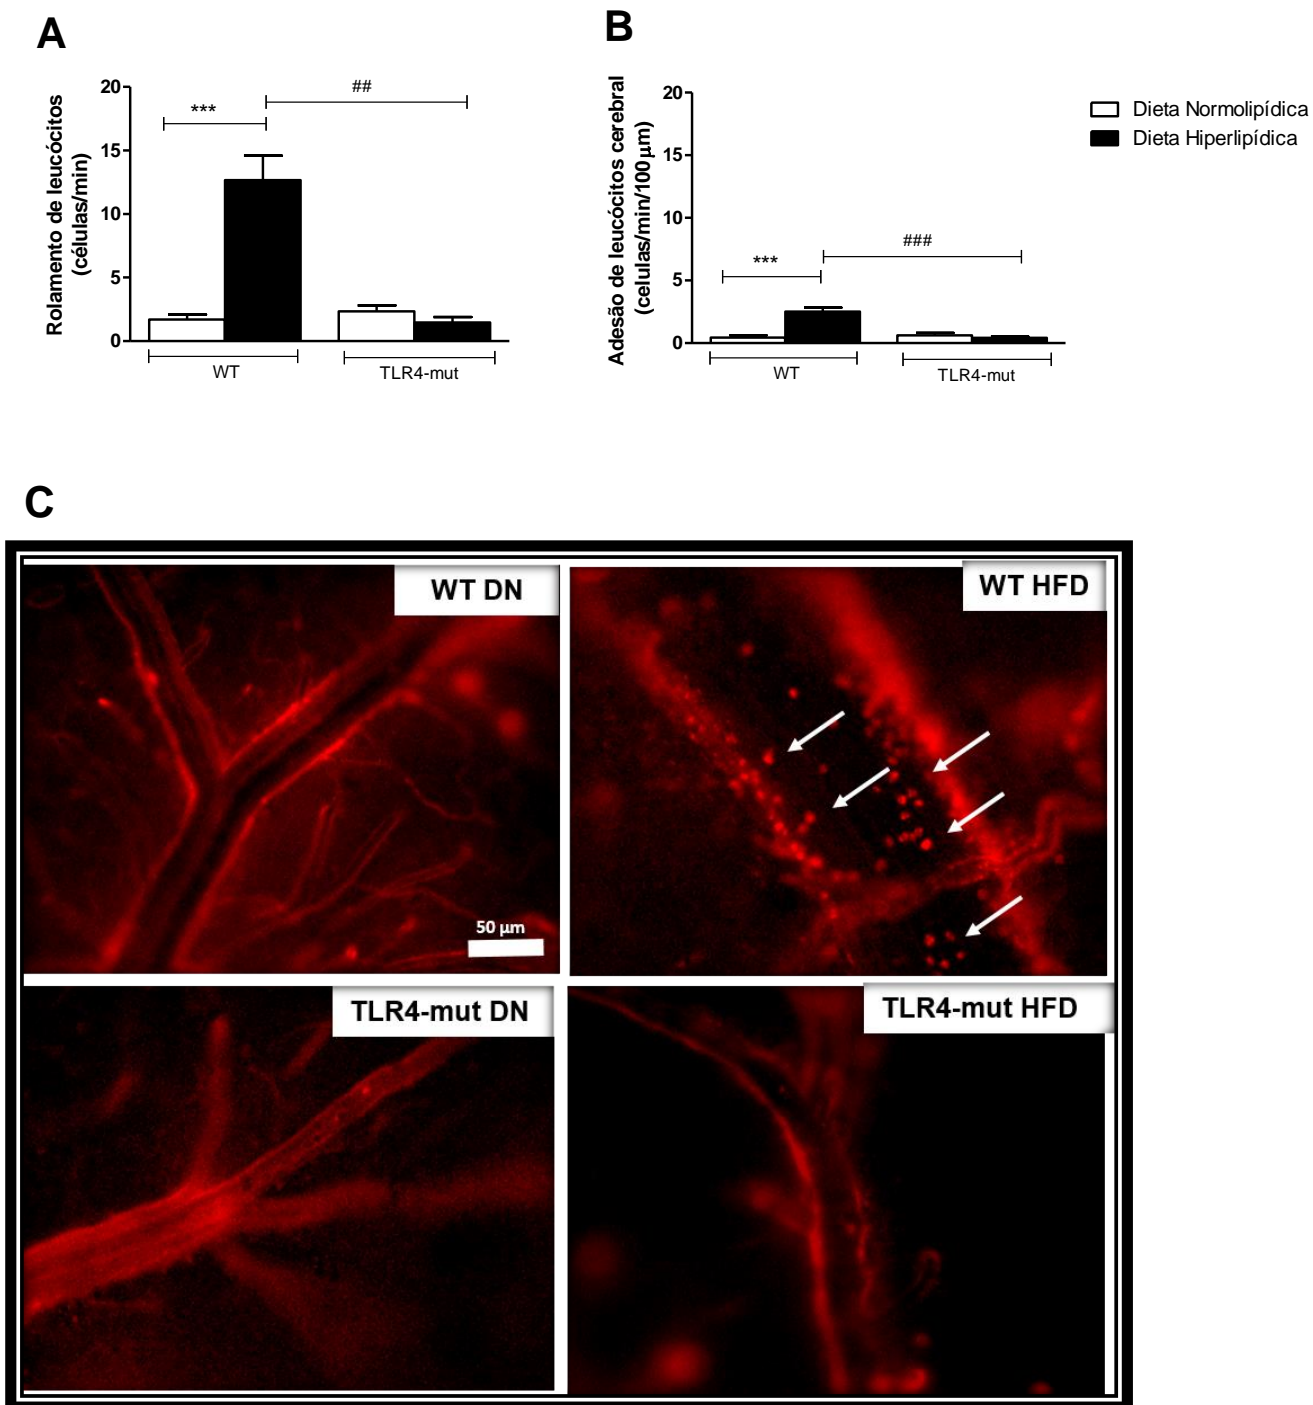 A
Rolamento de leucócitos
(células/min)
20
15
10
5
0
***
##
WT
TLR4-mut
B
Adesão de leucócitos cerebral
(celulas/min/100µm)
20
15
10
5
0
***
###
WT
TLR4-mut
Dieta Normolipídica
Dieta Hiperlipídica
C
WT DN
50 µm
WT HFD
TLR4-mut DN
TLR4-mut HFD